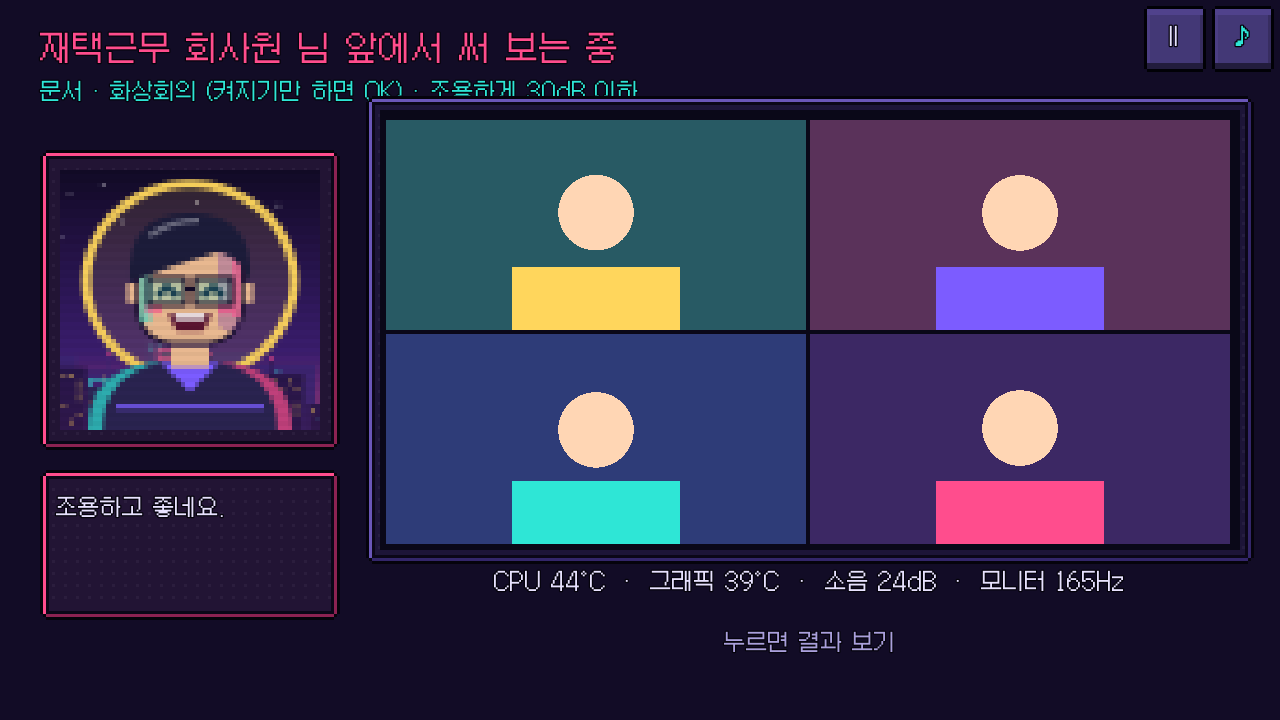 재택근무 회사원 님 앞에서 써 보는 중
문서 · 화상회의 (켜지기만 하면 OK) · 조용하게 30dB 이하
조용하고 좋네요.
CPU 44°C · 그래픽 39°C · 소음 24dB · 모니터 165Hz
누르면 결과 보기